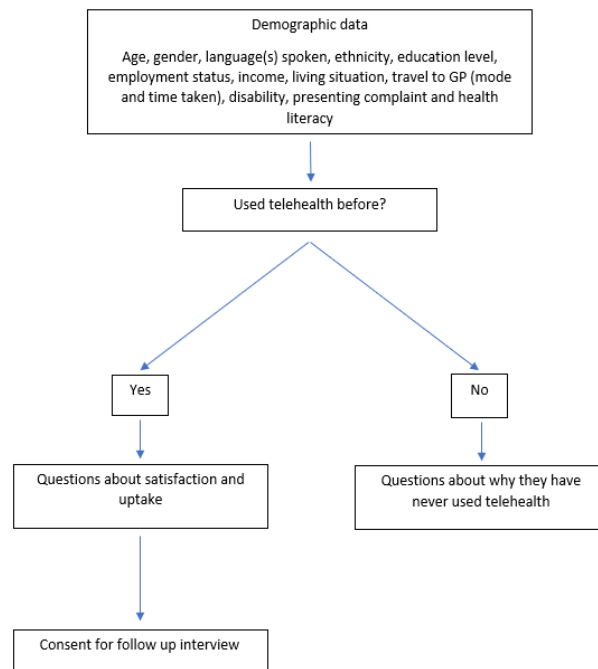 Demographic data
Age, gender, language(s) spoken, ethnicity, education level,
employment status, income, living situation, travel to GP (mode
and time taken), disability, presenting complaint and health
literacy
Used telehealth before?
Yes
No
Questions about satisfaction and
uptake
Questions about why they have
never used telehealth
Consent for follow up interview